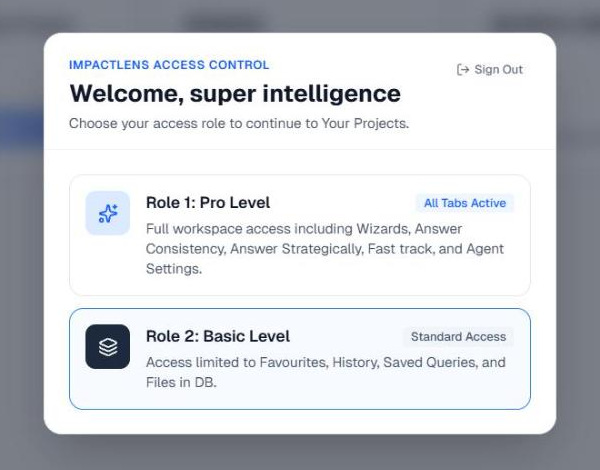 IMPACTLENS ACCESS CONTROL
Sign Out
Welcome, super intelligence
Choose your access role to continue to Your Projects.
Role 1: Pro Level
All Tabs Active
Full workspace access including Wizards, Answer
Consistency, Answer Strategically, Fast track, and Agent
Settings.
Role 2: Basic Level
Standard Access
Access limited to Favourites, History, Saved Queries, and
Files in DB.